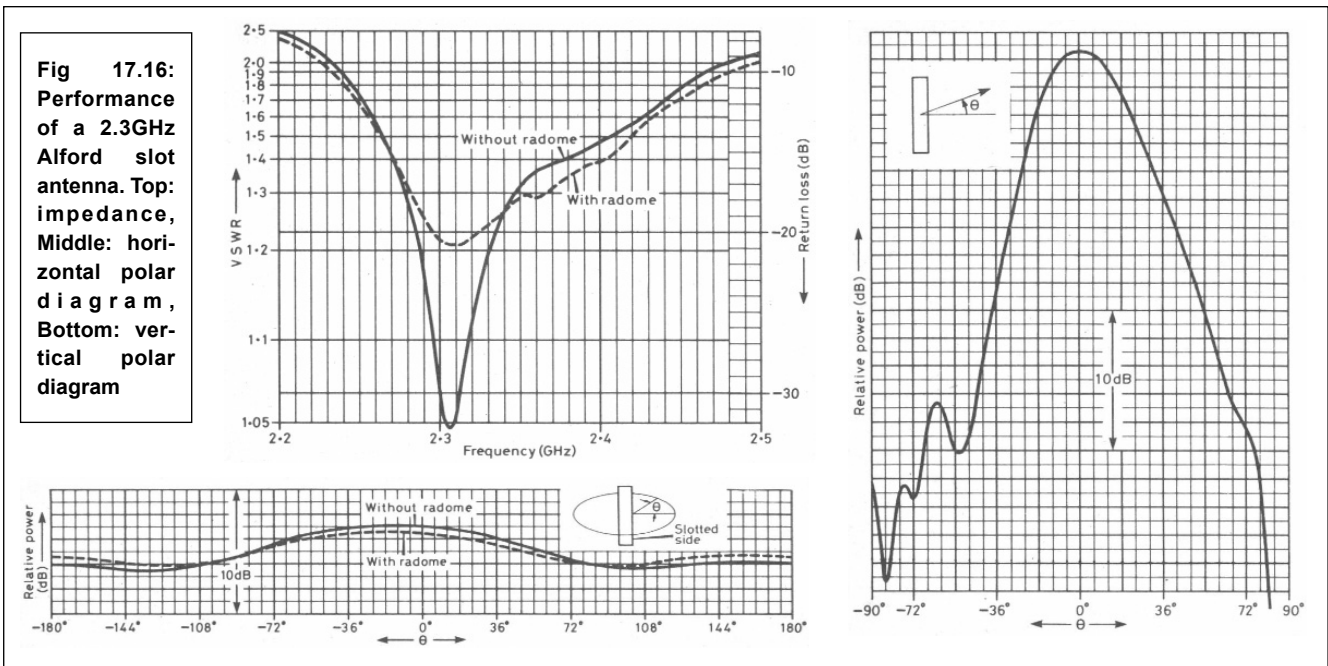 Fig 17.16:
Performance
of a 2.3GHz
Alford slot
antenna. Top:
impedance,
Middle: hori-
zontal polar
diagram,
Bottom: ver-
tical polar
diagram
2·5
2·0
1·9
1·8
1·7
1·6
1·5
1·4
1·3
1·2
1·1
1·05
VSWR
Without radome
With radome
-10
-20
-30
Return loss (dB)
2·2 2·3 2·4 2·5
Frequency (GHz)
Relative power
(dB)
10dB
Without radome
With radome
θ
Slotted
side
-180° -144° -108° -72° -36° 0° 36° 72° 108° 144° 180°
θ
Relative power (dB)
θ
10dB
-90° -72° -36° 0° 36° 72° 90°
θ